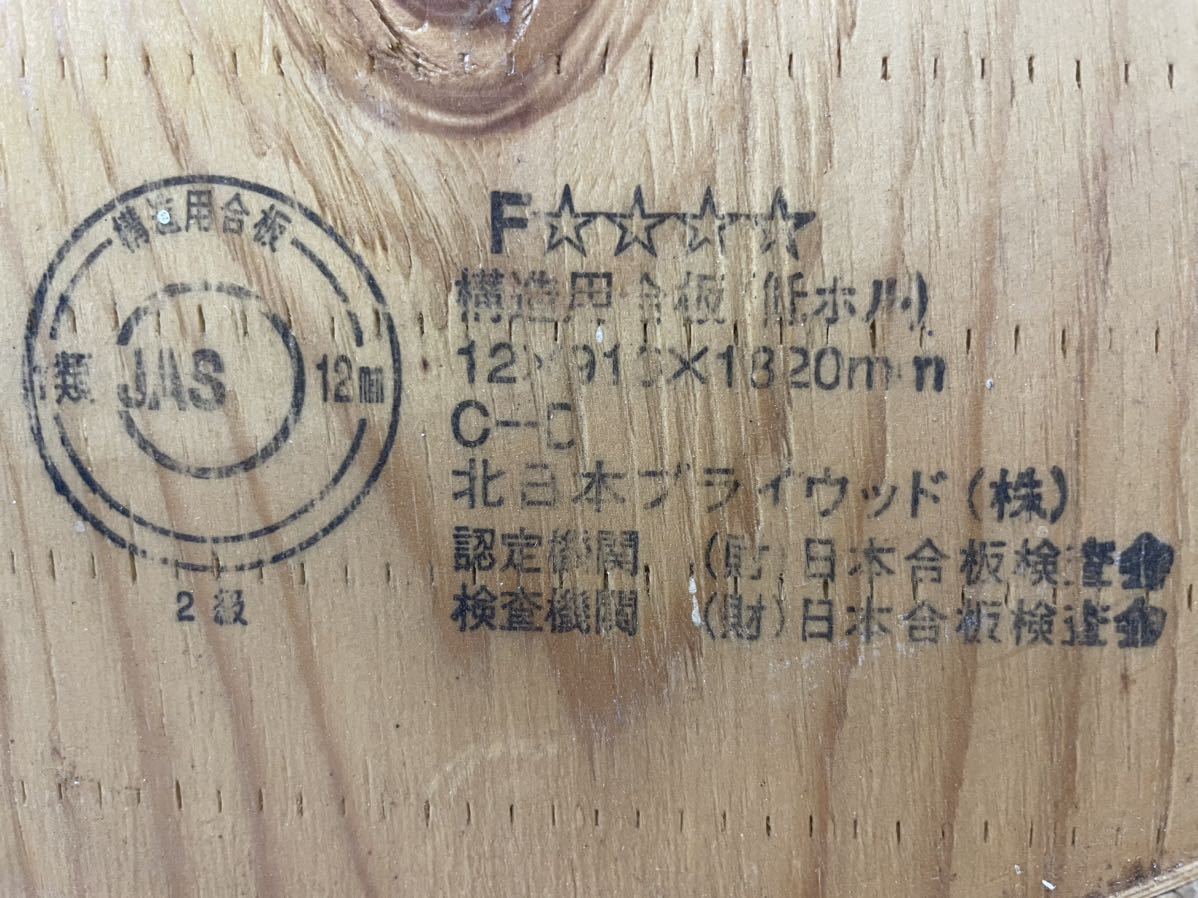 構造用合板
類 JAS 12mm
2級
F☆☆☆☆
構造用合板(低ホル)
12×910×1820mm
C-D
北日本プライウッド(株)
認定機関 (財)日本合板検査会
検査機関 (財)日本合板検査会